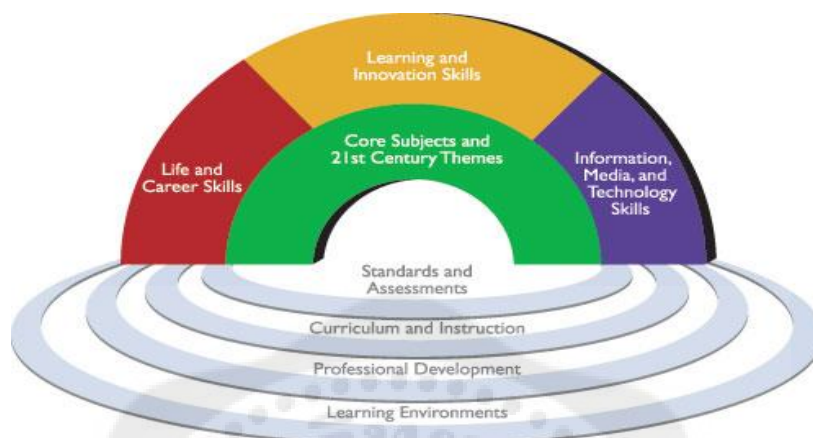 Learning and
Innovation Skills
Core Subjects and
21st Century Themes
Life and
Career Skills
Information,
Media, and
Technology
Skills
Standards and
Assessments
Curriculum and Instruction
Professional Development
Learning Environments